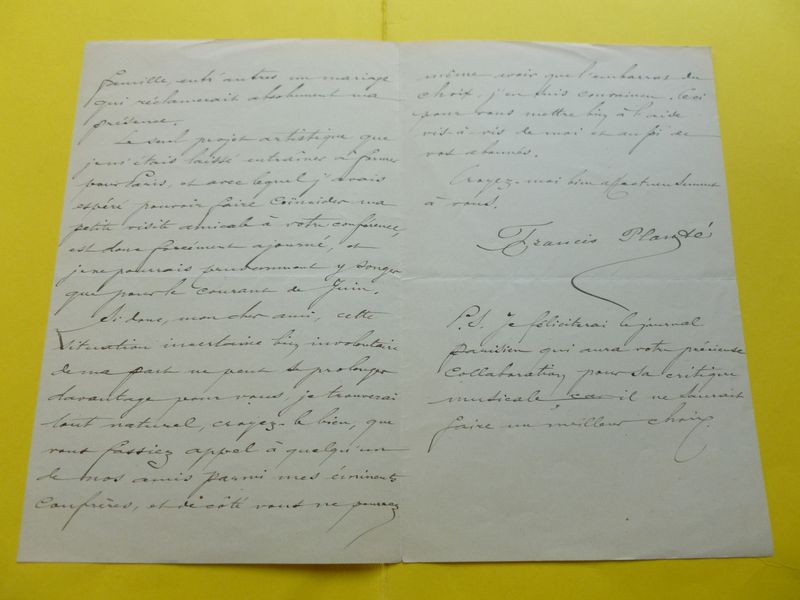 famille, entr'autres un mariage
qui réclamerait absolument ma
présence.
Le seul projet artistique que
je m'étais laissé entraîner à former
pour Paris, et avec lequel j'avais
espéré pouvoir faire coïncider ma
petite visite amicale à votre conférence,
est donc forcément ajourné, et
je ne pourrais prudemment y songer
que pour le courant de Juin.
Si donc, mon cher ami, cette
situation incertaine bien involontaire
de ma part ne peut se prolonger
davantage pour vous, je trouverai
tout naturel, croyez-le bien, que
vous fassiez appel à quelqu'un
de nos amis parmi mes éminents
confrères, et de côté vous ne pouvez
même avoir que l'embarras du
choix, j'en suis convaincu. Ceci
pour vous mettre bien à l'aise
vis-à-vis de moi et aussi de
vos abonnés.
Croyez-moi bien affectueusement
à vous.
Francis Planté
P.S. Je féliciterai le journal
parisien qui aura votre précieuse
collaboration pour sa critique
musicale car il ne saurait
faire un meilleur choix.